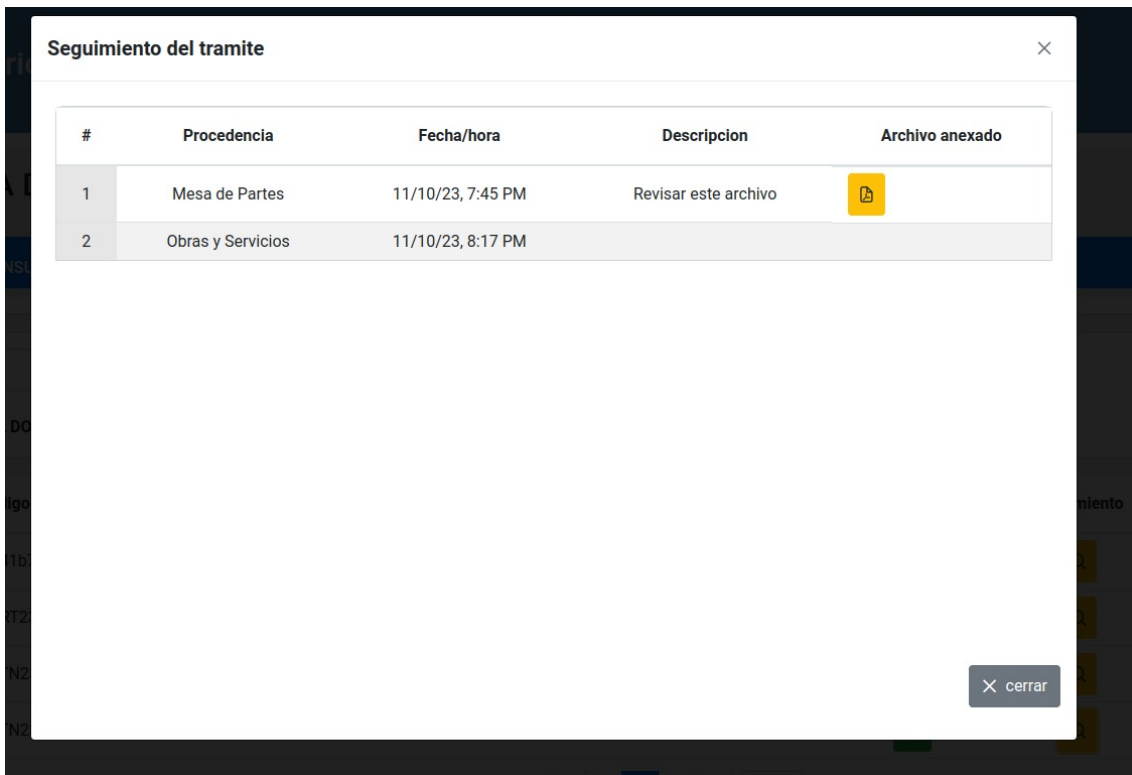 Seguimiento del tramite
# Procedencia Fecha/hora Descripcion Archivo anexado
1 Mesa de Partes 11/10/23, 7:45 PM Revisar este archivo
2 Obras y Servicios 11/10/23, 8:17 PM
miento
cerrar